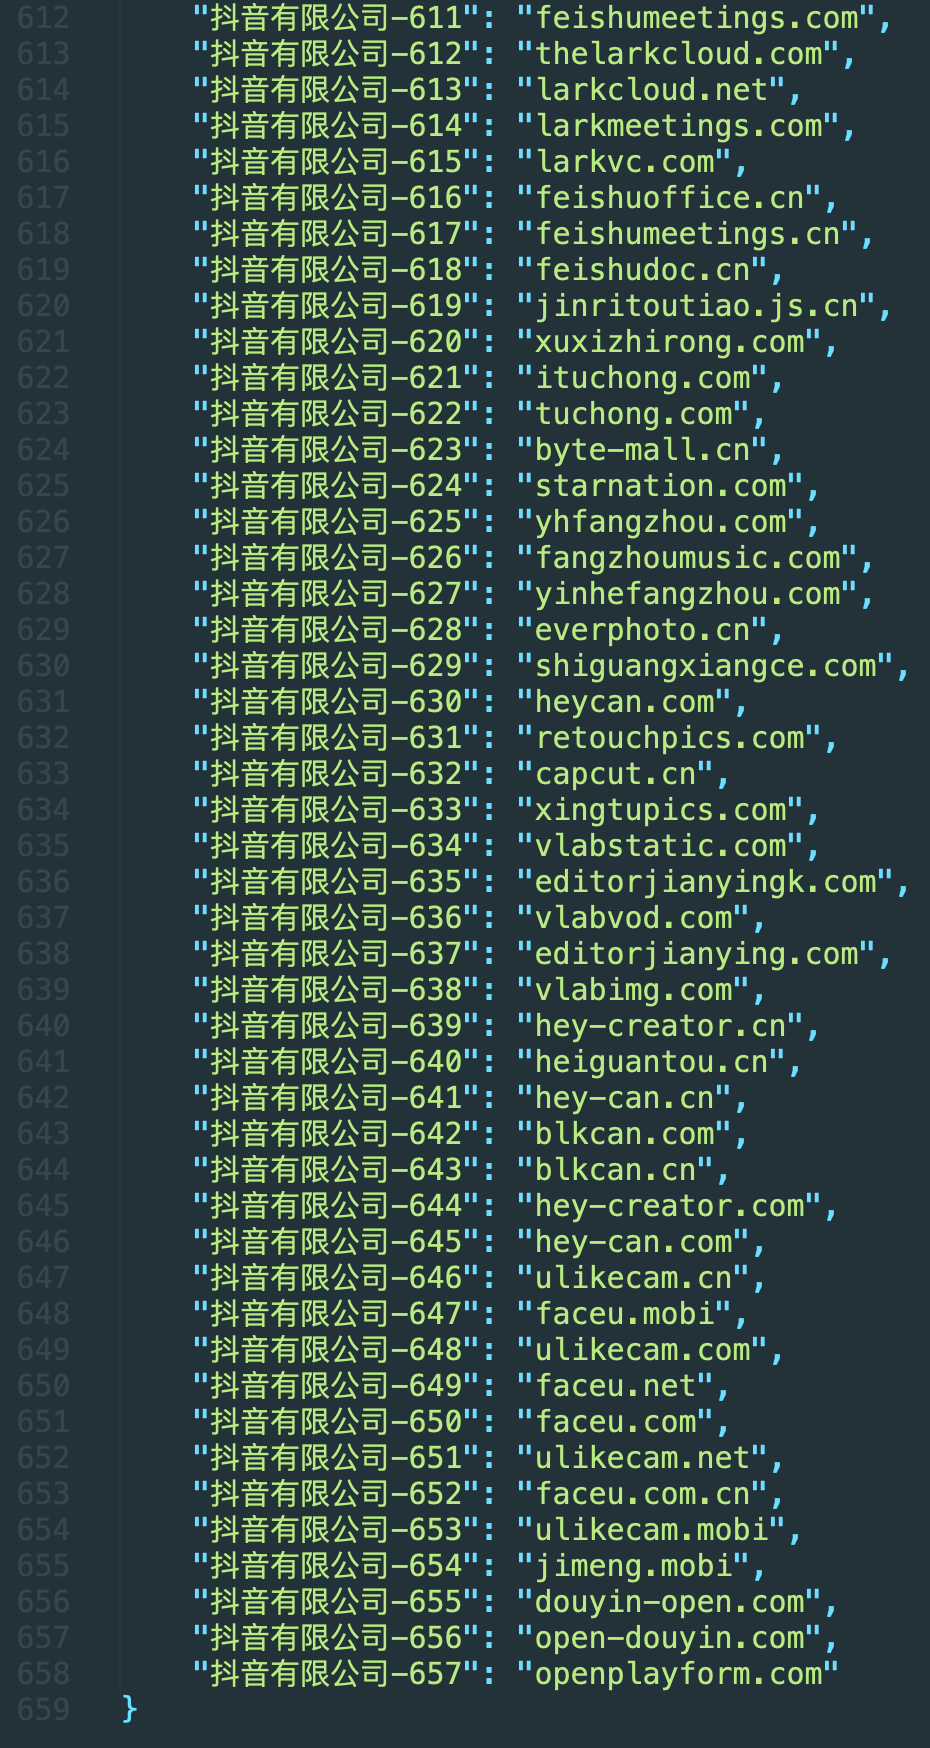 612 "抖音有限公司-611": "feishumeetings.com",
613 "抖音有限公司-612": "thelarkcloud.com",
614 "抖音有限公司-613": "larkcloud.net",
615 "抖音有限公司-614": "larkmeetings.com",
616 "抖音有限公司-615": "larkvc.com",
617 "抖音有限公司-616": "feishuoffice.cn",
618 "抖音有限公司-617": "feishumeetings.cn",
619 "抖音有限公司-618": "feishudoc.cn",
620 "抖音有限公司-619": "jinritoutiao.js.cn",
621 "抖音有限公司-620": "xuxizhirong.com",
622 "抖音有限公司-621": "ituchong.com",
623 "抖音有限公司-622": "tuchong.com",
624 "抖音有限公司-623": "byte-mall.cn",
625 "抖音有限公司-624": "starnation.com",
626 "抖音有限公司-625": "yhfangzhou.com",
627 "抖音有限公司-626": "fangzhoumusic.com",
628 "抖音有限公司-627": "yinhefangzhou.com",
629 "抖音有限公司-628": "everphoto.cn",
630 "抖音有限公司-629": "shiguangxiangce.com",
631 "抖音有限公司-630": "heycan.com",
632 "抖音有限公司-631": "retouchpics.com",
633 "抖音有限公司-632": "capcut.cn",
634 "抖音有限公司-633": "xingtupics.com",
635 "抖音有限公司-634": "vlabstatic.com",
636 "抖音有限公司-635": "editorjianyingk.com",
637 "抖音有限公司-636": "vlabvod.com",
638 "抖音有限公司-637": "editorjianying.com",
639 "抖音有限公司-638": "vlabimg.com",
640 "抖音有限公司-639": "hey-creator.cn",
641 "抖音有限公司-640": "heiguantou.cn",
642 "抖音有限公司-641": "hey-can.cn",
643 "抖音有限公司-642": "blkcan.com",
644 "抖音有限公司-643": "blkcan.cn",
645 "抖音有限公司-644": "hey-creator.com",
646 "抖音有限公司-645": "hey-can.com",
647 "抖音有限公司-646": "ulikecam.cn",
648 "抖音有限公司-647": "faceu.mobi",
649 "抖音有限公司-648": "ulikecam.com",
650 "抖音有限公司-649": "faceu.net",
651 "抖音有限公司-650": "faceu.com",
652 "抖音有限公司-651": "ulikecam.net",
653 "抖音有限公司-652": "faceu.com.cn",
654 "抖音有限公司-653": "ulikecam.mobi",
655 "抖音有限公司-654": "jimeng.mobi",
656 "抖音有限公司-655": "douyin-open.com",
657 "抖音有限公司-656": "open-douyin.com",
658 "抖音有限公司-657": "openplayform.com"
659 }